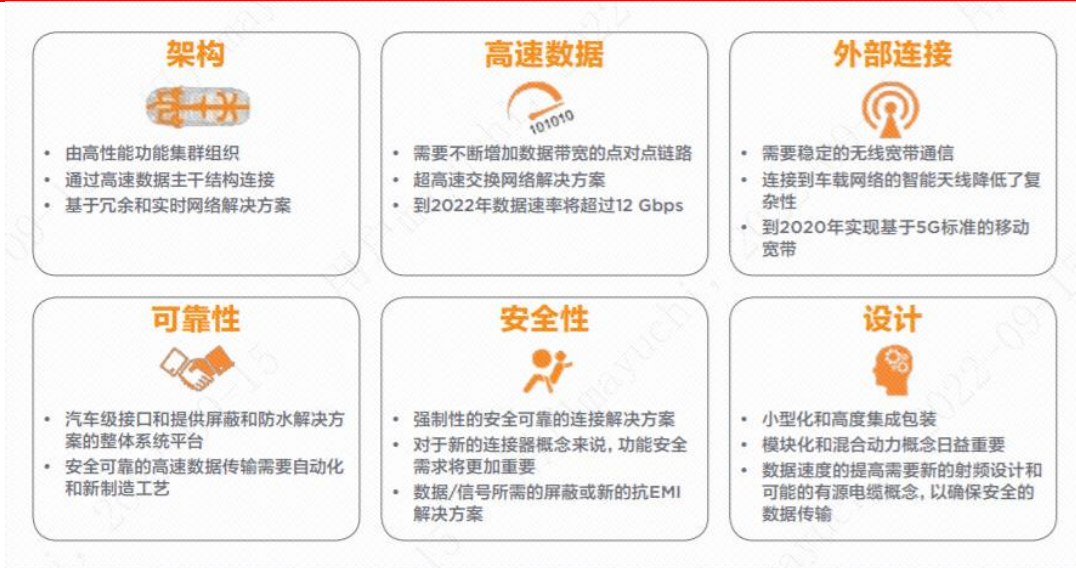 架构
• 由高性能功能集群组织
• 通过高速数据主干结构连接
• 基于冗余和实时网络解决方案
高速数据
101010
• 需要不断增加数据带宽的点对点链路
• 超高速交换网络解决方案
• 到2022年数据速率将超过12 Gbps
外部连接
• 需要稳定的无线宽带通信
• 连接到车载网络的智能天线降低了复
杂性
• 到2020年实现基于5G标准的移动
宽带
可靠性
• 汽车级接口和提供屏蔽和防水解决方
案的整体系统平台
• 安全可靠的高速数据传输需要自动化
和新制造工艺
安全性
• 强制性的安全可靠的连接解决方案
• 对于新的连接器概念来说, 功能安全
需求将更加重要
• 数据/信号所需的屏蔽或新的抗EMI
解决方案
设计
• 小型化和高度集成包装
• 模块化和混合动力概念日益重要
• 数据速度的提高需要新的射频设计和
可能的有源电缆概念, 以确保安全的
数据传输